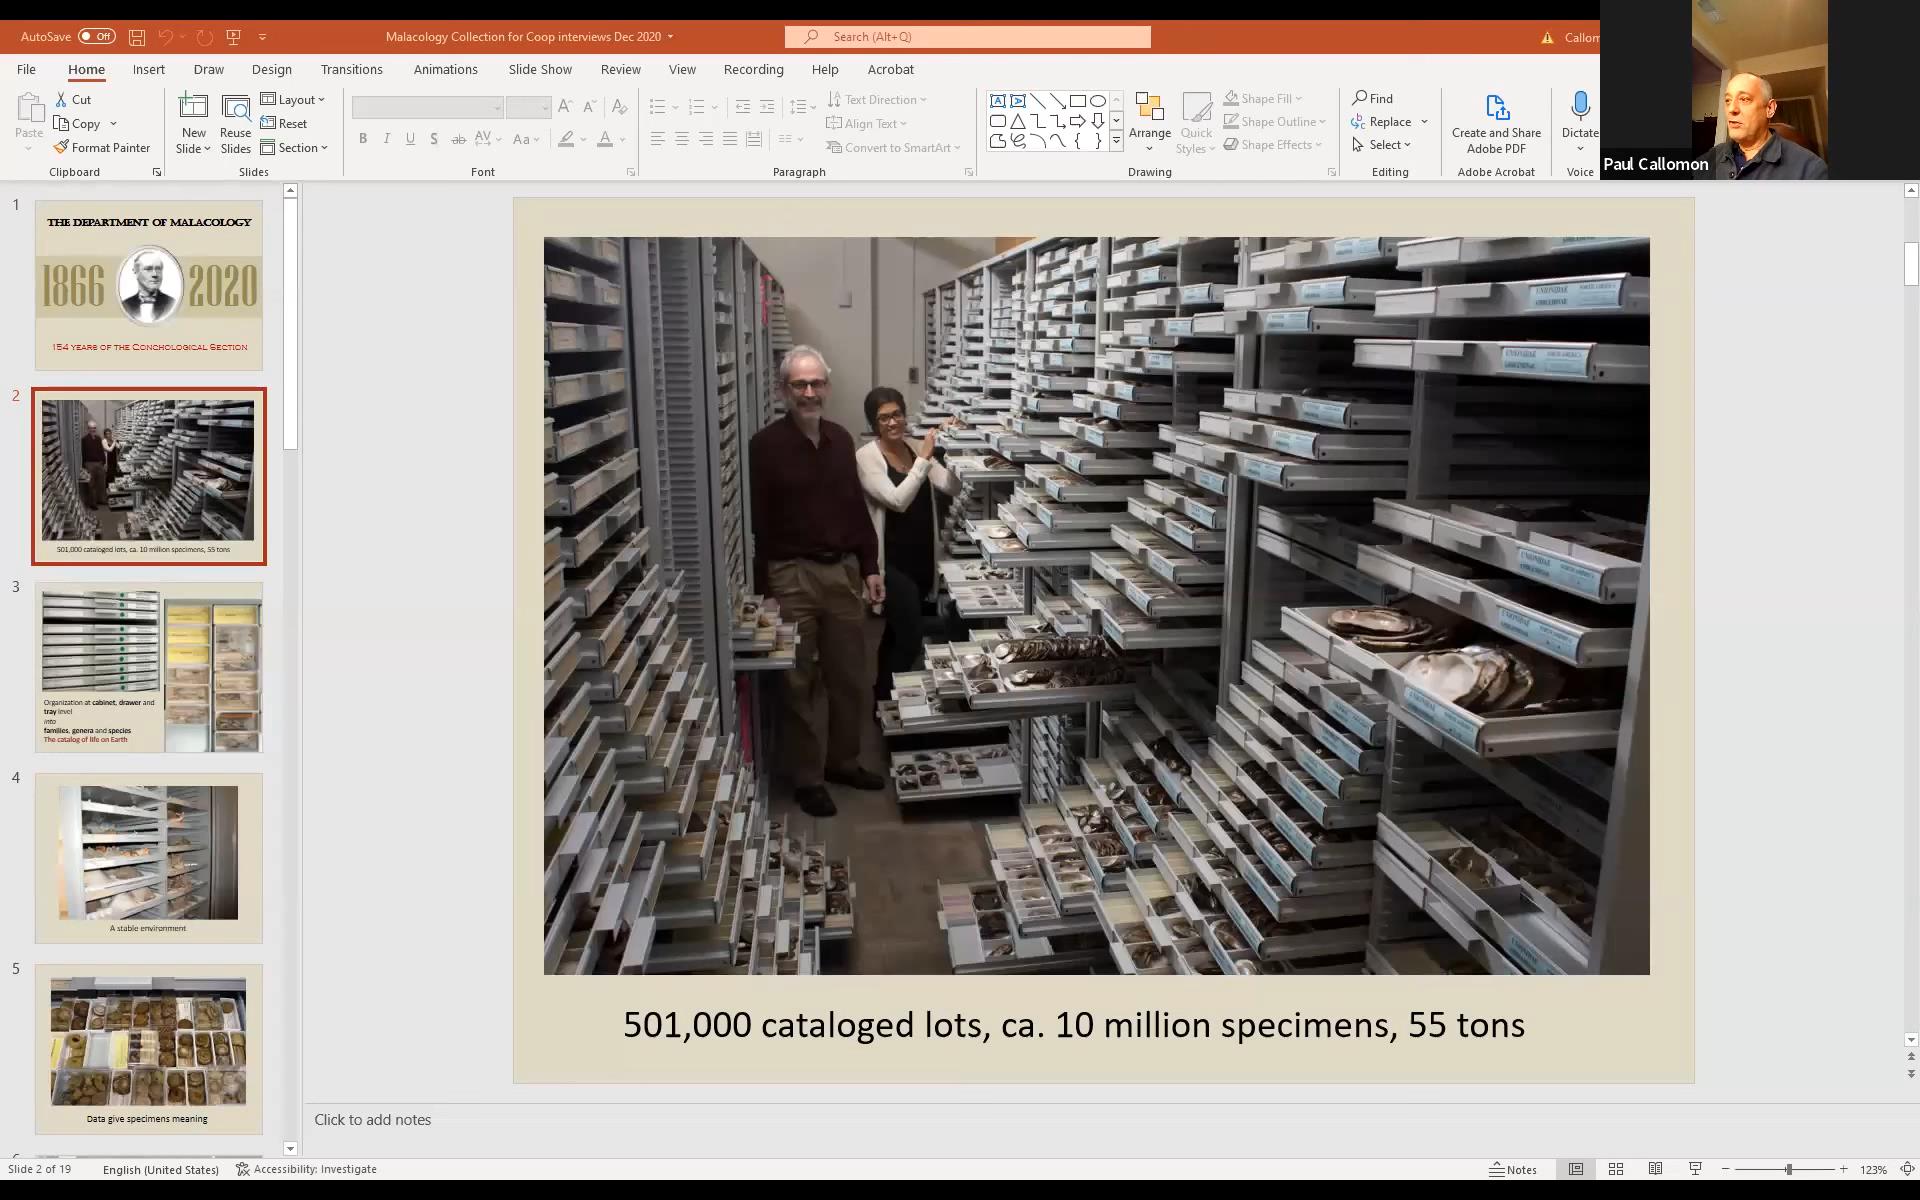 AutoSave Off
Malacology Collection for Coop interviews Dec 2020
Search (Alt+Q)
Callom
File Home Insert Draw Design Transitions Animations Slide Show Review View Recording Help Acrobat
Paste
Cut
Copy
Format Painter
Clipboard
New Slide
Reuse Slides
Layout
Reset
Section
Slides
Font
Text Direction
Align Text
Convert to SmartArt
Paragraph
Arrange
Quick Styles
Shape Fill
Shape Outline
Shape Effects
Drawing
Find
Replace
Select
Editing
Create and Share Adobe PDF
Adobe Acrobat
Dictate
Voice
Paul Callomon
1
THE DEPARTMENT OF MALACOLOGY
1866 2020
154 YEARS OF THE CONCHOLOGICAL SECTION
2
501,000 cataloged lots, ca. 10 million specimens, 55 tons
3
Organization at cabinet, drawer and
tray level
into
families, genera and species
The catalog of life on Earth
4
A stable environment
5
Data give specimens meaning
UNIONIDAE
501,000 cataloged lots, ca. 10 million specimens, 55 tons
Click to add notes
Slide 2 of 19
English (United States)
Accessibility: Investigate
Notes
123%